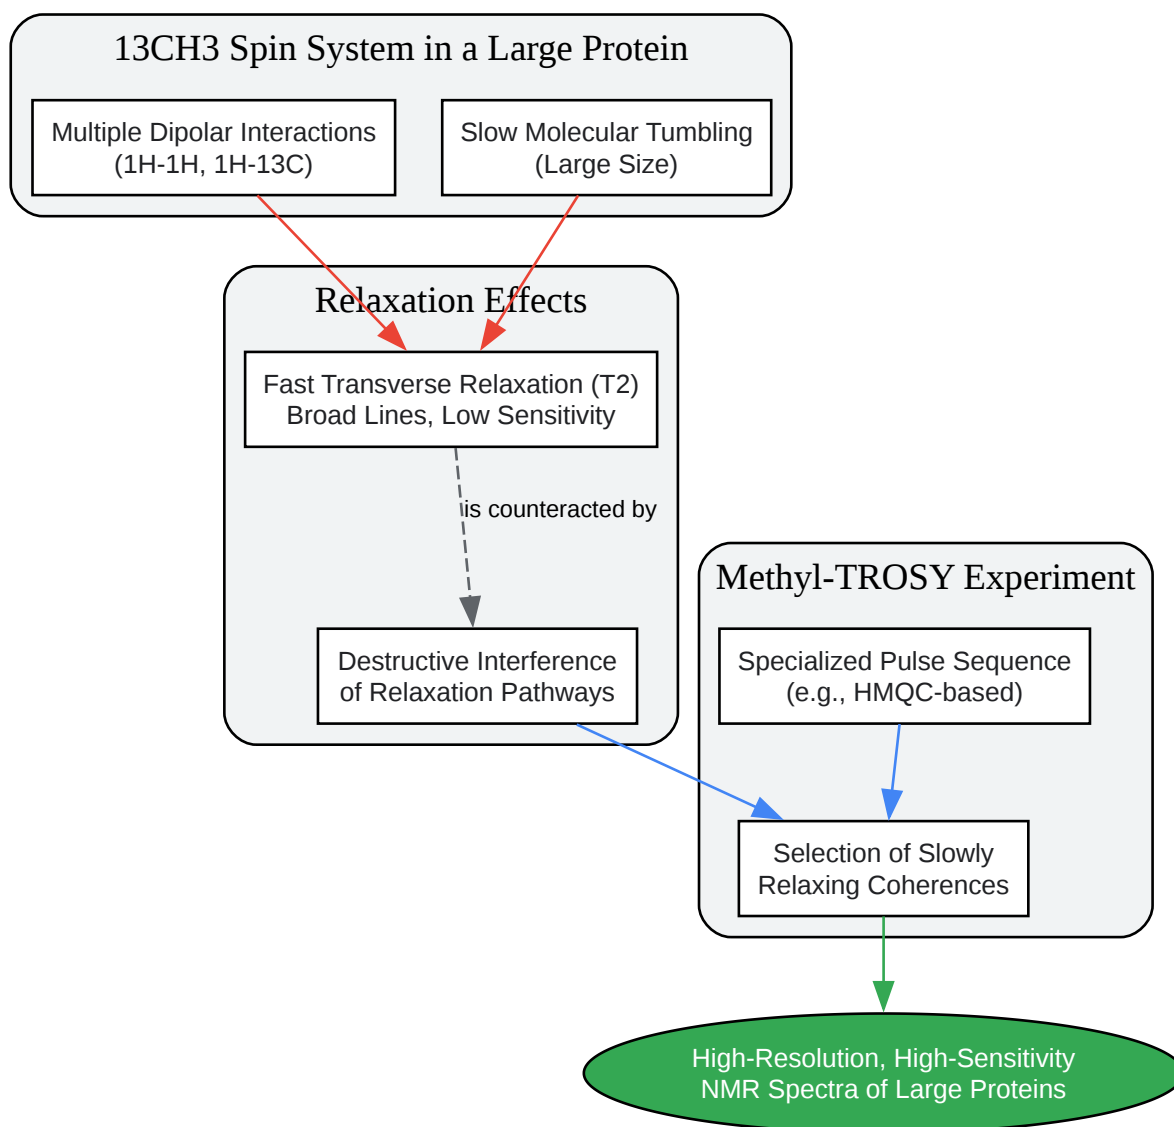 13CH3 Spin System in a Large Protein
Multiple Dipolar Interactions
(1H-1H, 1H-13C)
Slow Molecular Tumbling
(Large Size)
Relaxation Effects
Fast Transverse Relaxation (T2)
Broad Lines, Low Sensitivity
is counteracted by
Destructive Interference
of Relaxation Pathways
Methyl-TROSY Experiment
Specialized Pulse Sequence
(e.g., HMQC-based)
Selection of Slowly
Relaxing Coherences
High-Resolution, High-Sensitivity
NMR Spectra of Large Proteins